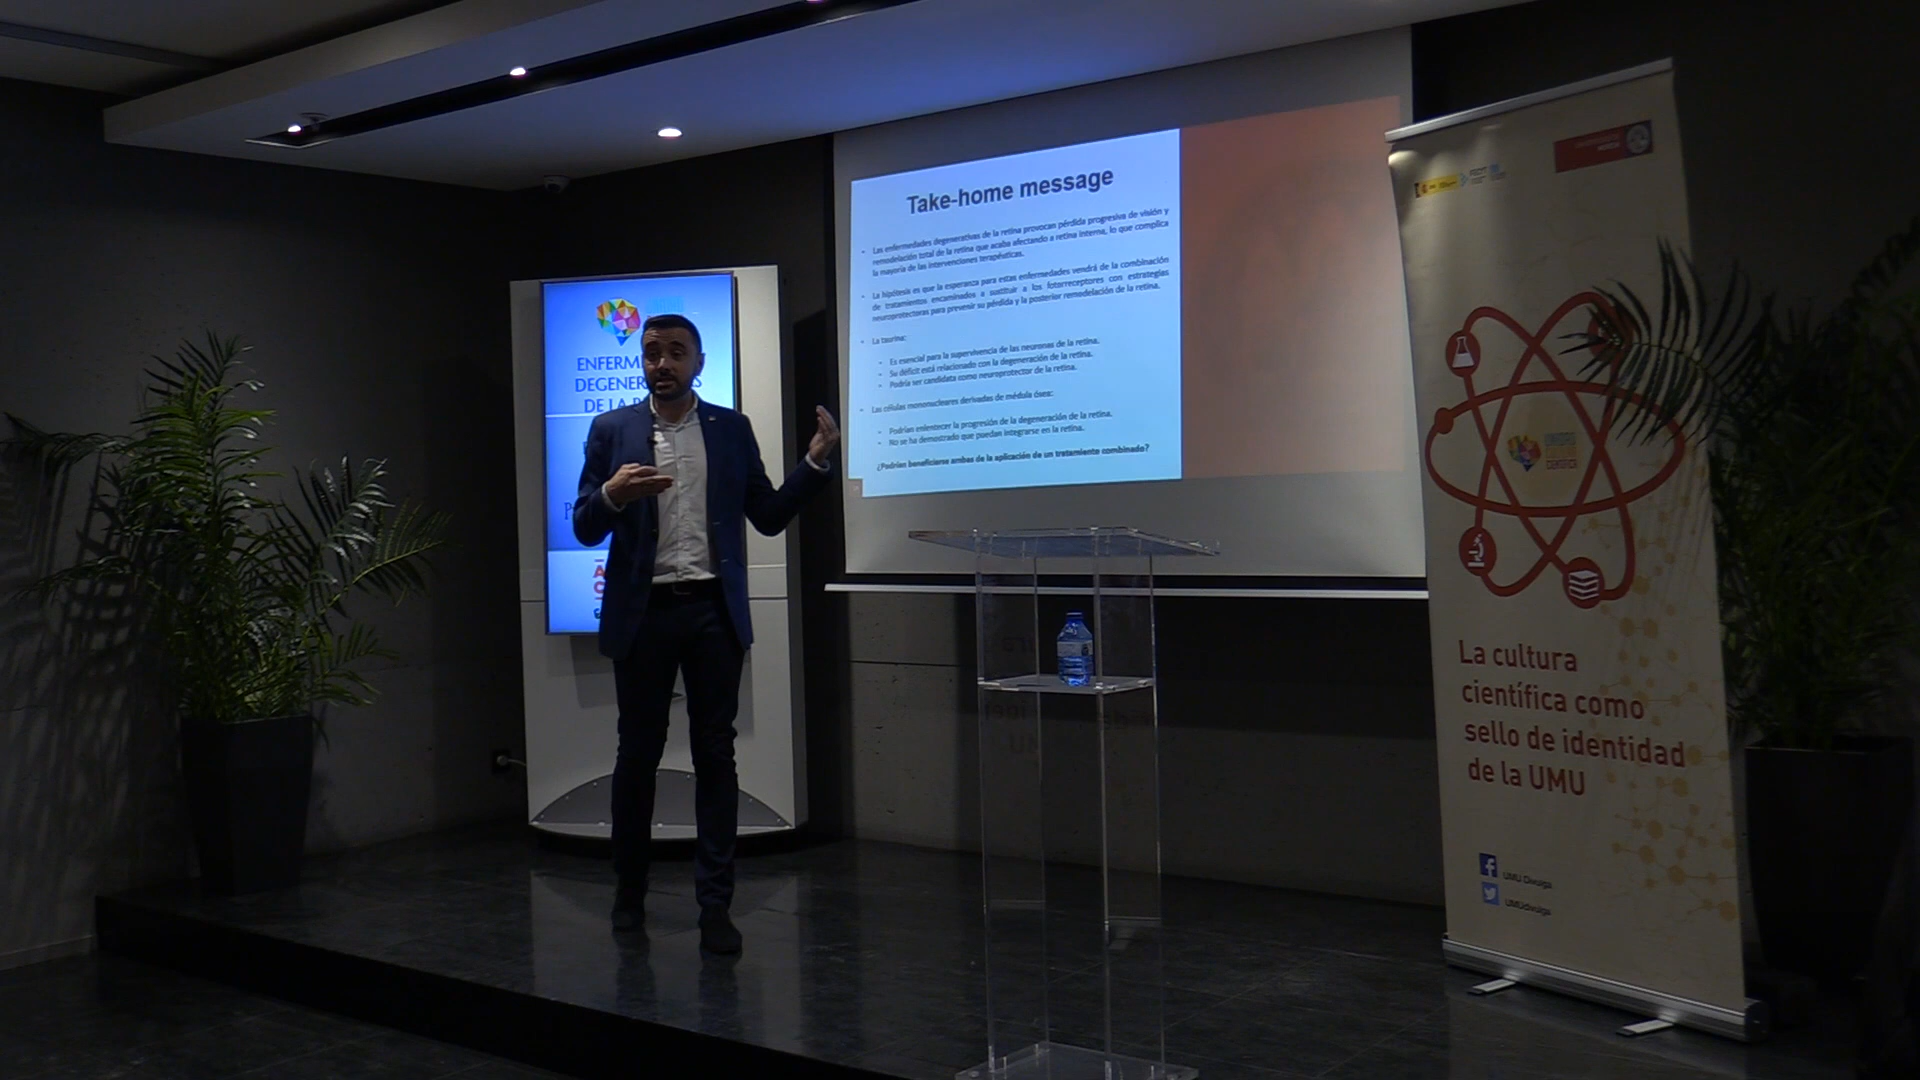 ENFERM
DEGENER AS
DE LA R
Take-home message
- Las enfermedades degenerativas de la retina provocan pérdida progresiva de visión y
remodelación total de la retina que acaba afectando a retina interna, lo que complica
la mayoría de las intervenciones terapéuticas.
- La hipótesis es que la esperanza para estas enfermedades vendrá de la combinación
de tratamientos encaminados a sustituir a los fotorreceptores con estrategias
neuroprotectoras para prevenir su pérdida y la posterior remodelación de la retina.
- La taurina:
- Es esencial para la supervivencia de las neuronas de la retina.
- Su déficit está relacionado con la degeneración de la retina.
- Podría ser candidata como neuroprotector de la retina.
- Las células mononucleares derivadas de médula ósea:
- Podrían enlentecer la progresión de la degeneración de la retina.
- No se ha demostrado que puedan integrarse en la retina.
¿Podrían beneficierse ambas de la aplicación de un tratamiento combinado?
CIENTÍFICA
La cultura
científica como
sello de identidad
de la UMU
UMU Divulga
UMUdivulga